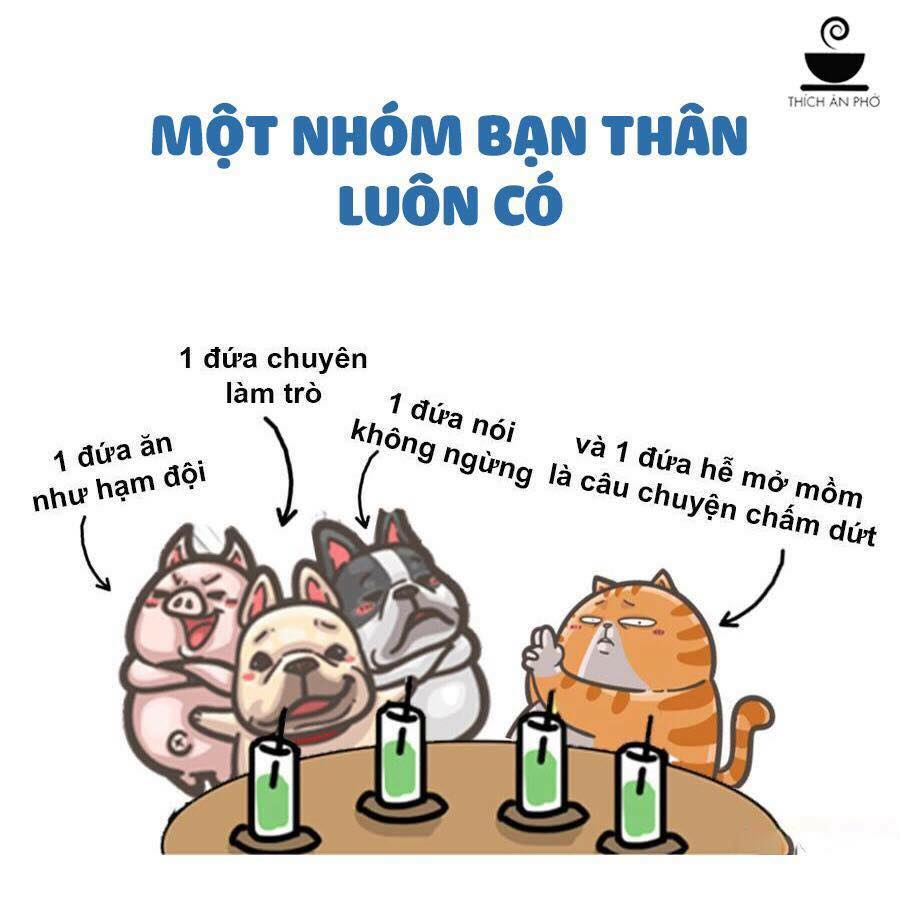 THÍCH ĂN PHỞ
MỘT NHÓM BẠN THÂN
LUÔN CÓ
1 đứa ăn
như hạm đội
1 đứa chuyên
làm trò
1 đứa nói
không ngừng
và 1 đứa hễ mở mồm
là câu chuyện chấm dứt